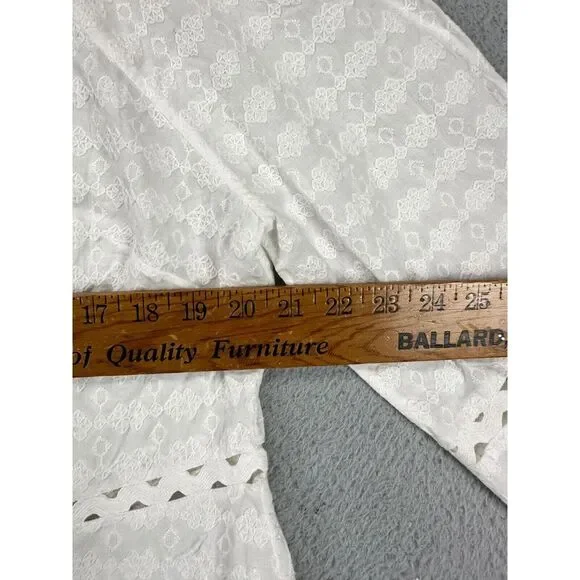 17 18 19 20 21 22 23 24 25
of Quality Furniture BALLARD,